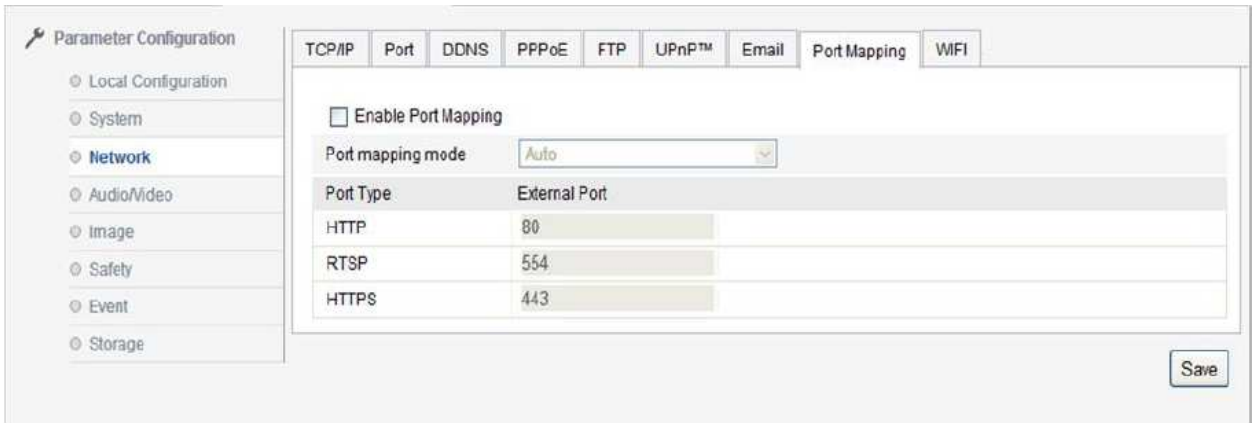 Parameter Configuration
Local Configuration
System
Network
Audio/Video
Image
Safety
Event
Storage
TCP/IP Port DDNS PPPoE FTP UPnP™ Email Port Mapping WIFI
Enable Port Mapping
Port mapping mode Auto
Port Type External Port
HTTP 80
RTSP 554
HTTPS 443
Save